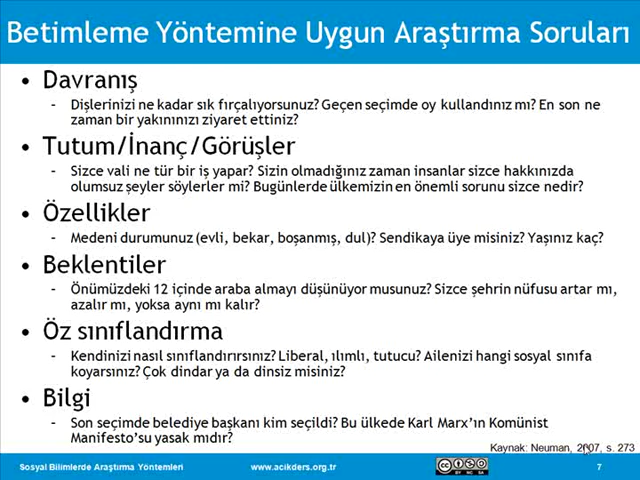 Betimleme Yöntemine Uygun Araştırma Soruları
• Davranış
– Dişlerinizi ne kadar sık fırçalıyorsunuz? Geçen seçimde oy kullandınız mı? En son ne
zaman bir yakınınızı ziyaret ettiniz?
• Tutum/İnanç/Görüşler
– Sizce vali ne tür bir iş yapar? Sizin olmadığınız zaman insanlar sizce hakkınızda
olumsuz şeyler söylerler mi? Bugünlerde ülkemizin en önemli sorunu sizce nedir?
• Özellikler
– Medeni durumunuz (evli, bekar, boşanmış, dul)? Sendikaya üye misiniz? Yaşınız kaç?
• Beklentiler
– Önümüzdeki 12 içinde araba almayı düşünüyor musunuz? Sizce şehrin nüfusu artar mı,
azalır mı, yoksa aynı mı kalır?
• Öz sınıflandırma
– Kendinizi nasıl sınıflandırırsınız? Liberal, ılımlı, tutucu? Ailenizi hangi sosyal sınıfa
koyarsınız? Çok dindar ya da dinsiz misiniz?
• Bilgi
– Son seçimde belediye başkanı kim seçildi? Bu ülkede Karl Marx’ın Komünist
Manifesto’su yasak mıdır?
Kaynak: Neuman, 2007, s. 273
Sosyal Bilimlerde Araştırma Yöntemleri
www.acikders.org.tr
cc BY NC SA
7